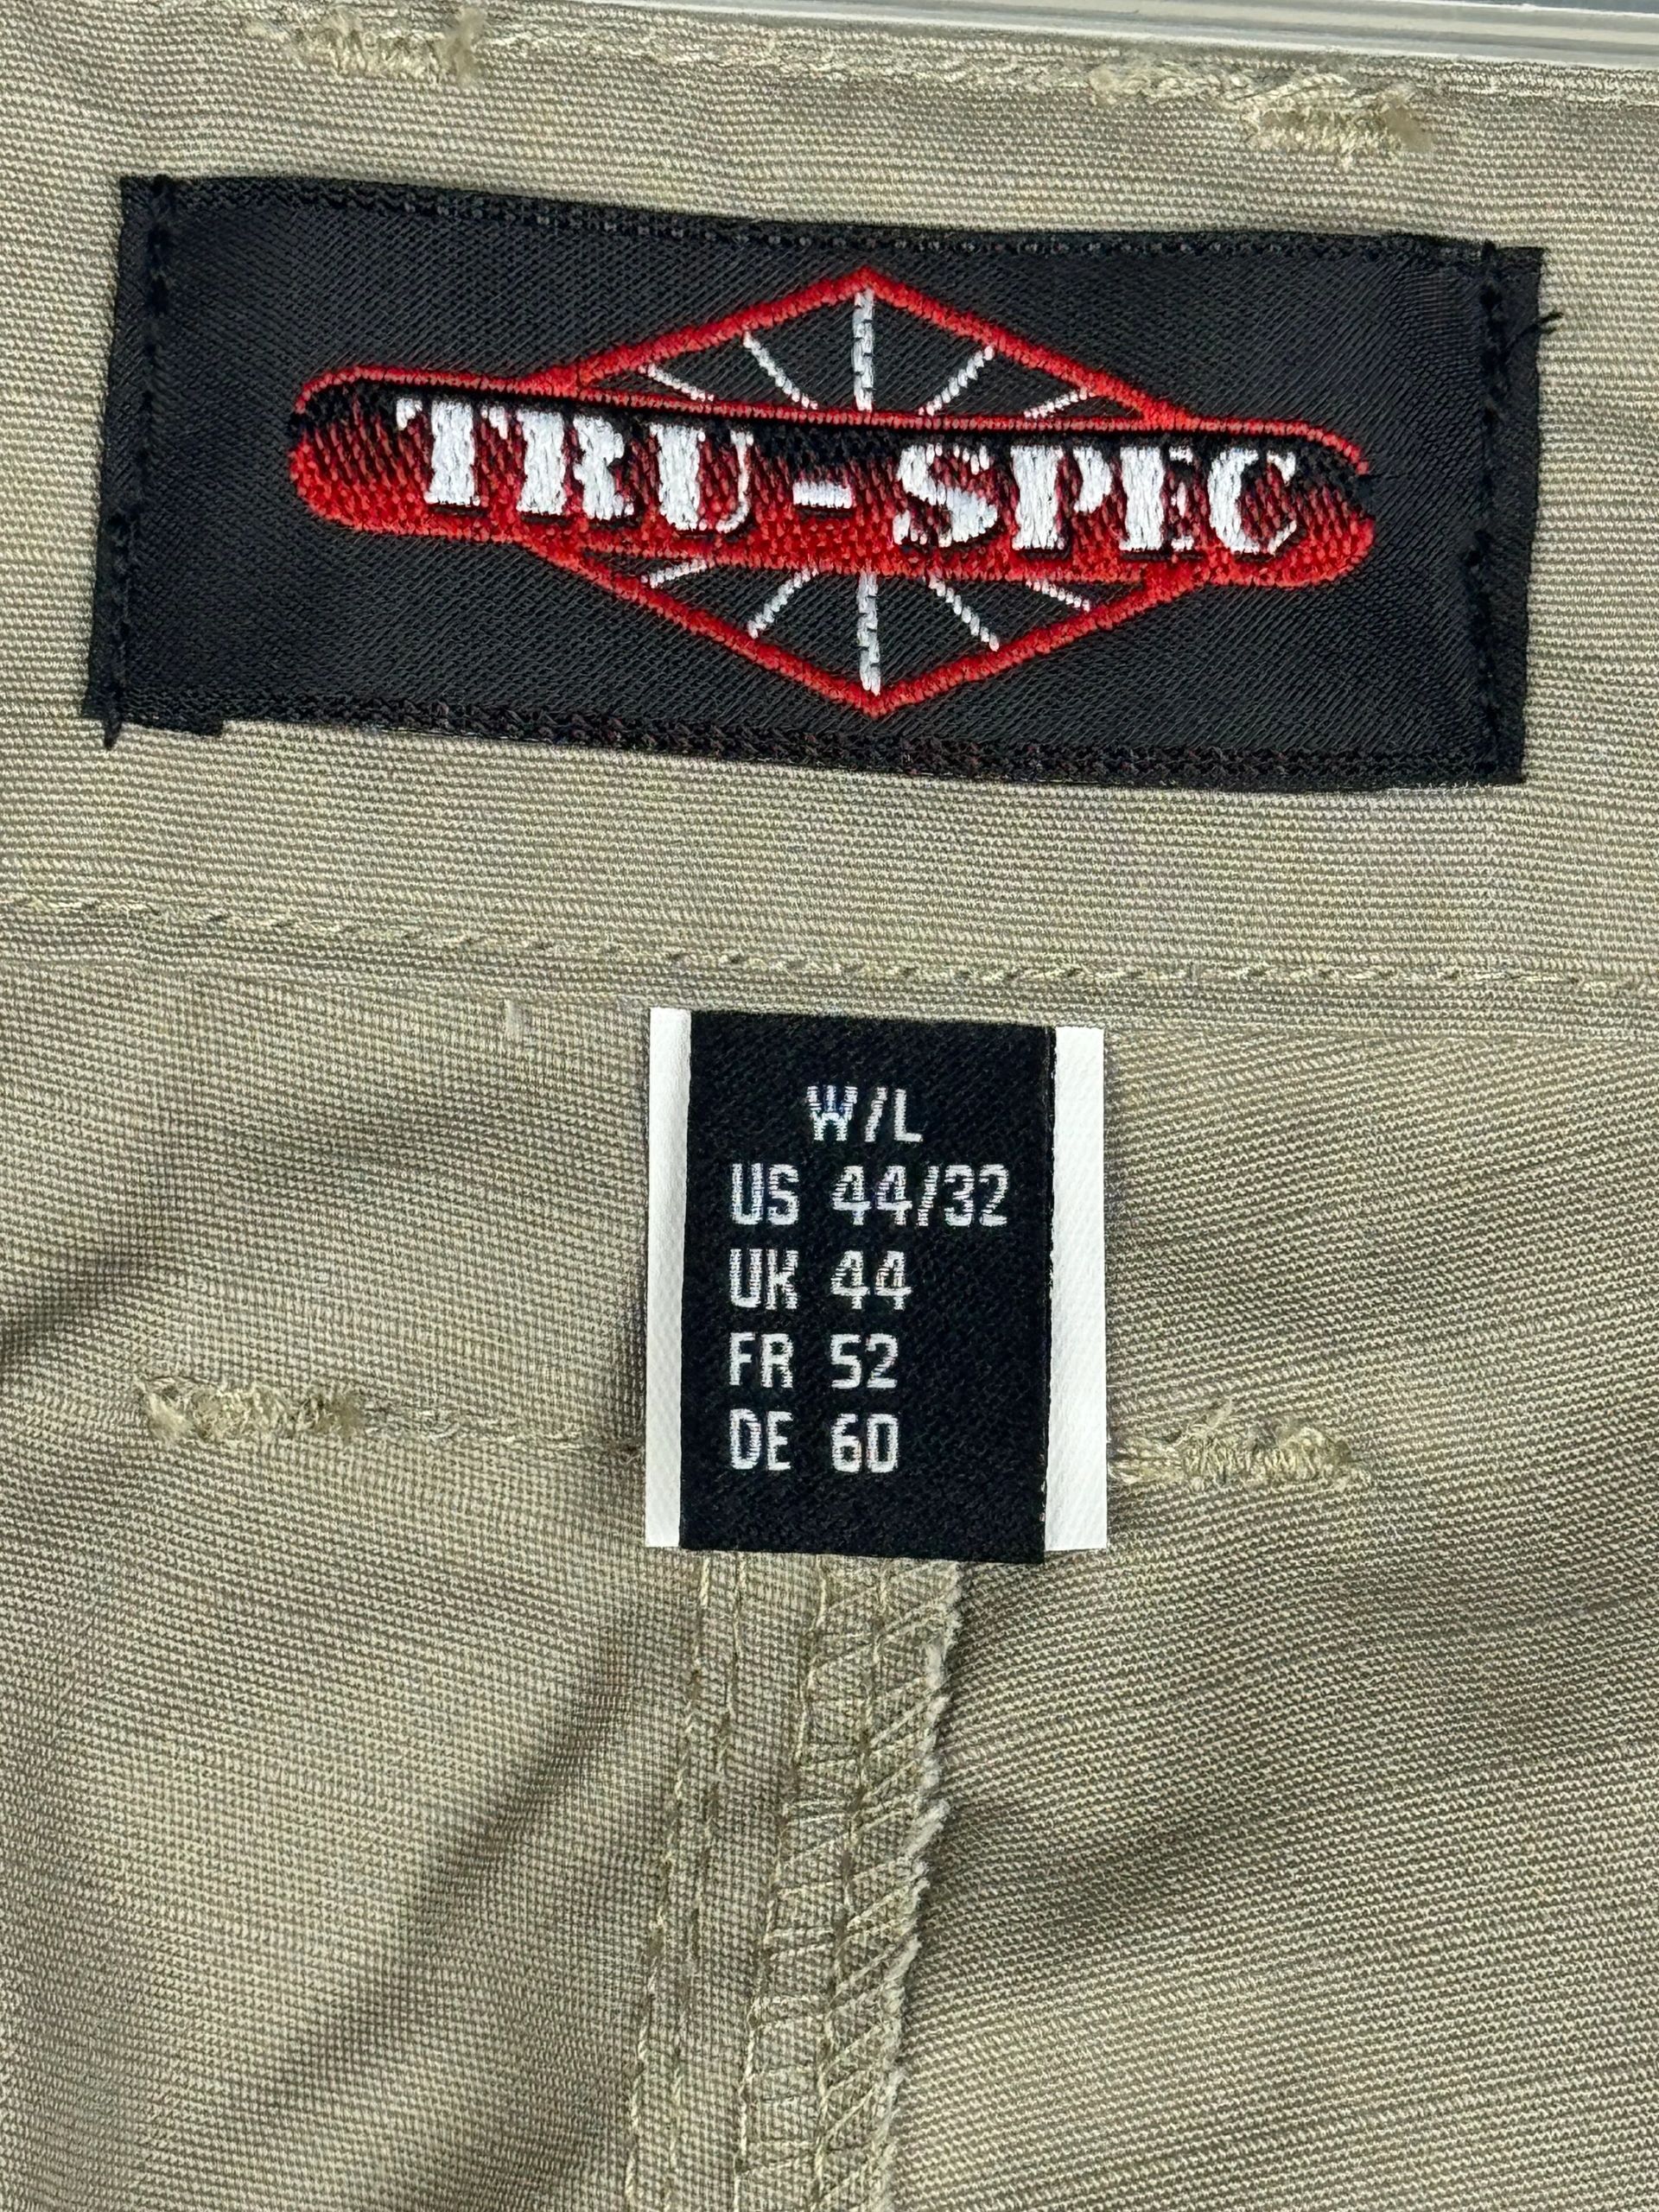 TRU-SPEC
W/L
US 44/32
UK 44
FR 52
DE 60